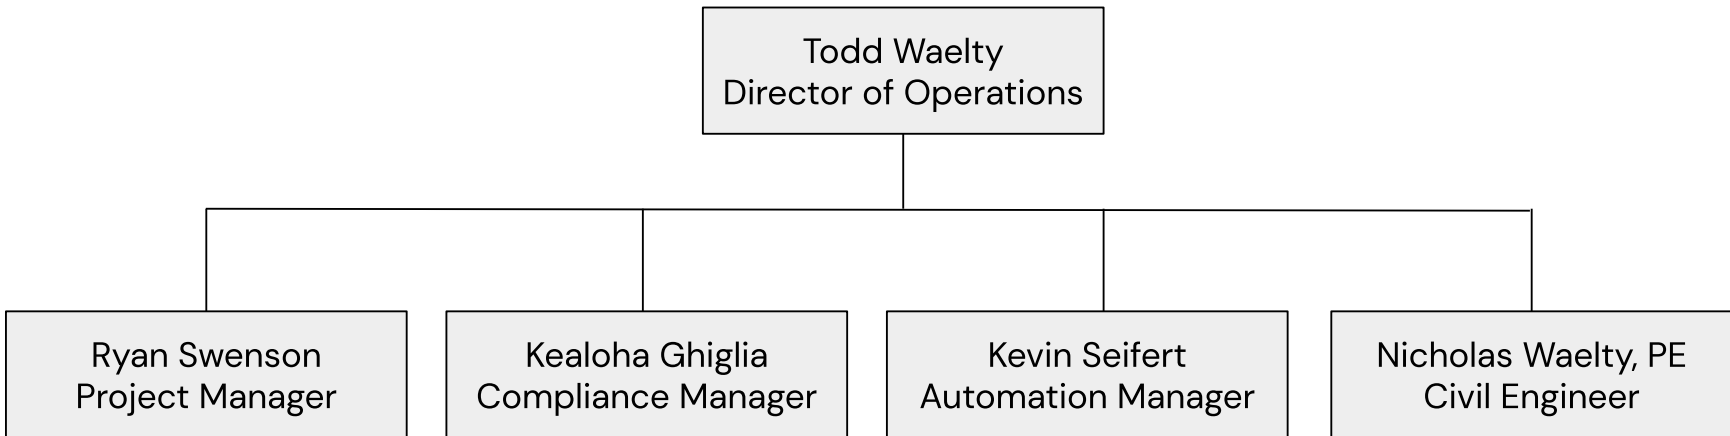 Todd Waelty
Director of Operations
Ryan Swenson
Project Manager
Kealoha Ghiglia
Compliance Manager
Kevin Seifert
Automation Manager
Nicholas Waelty, PE
Civil Engineer